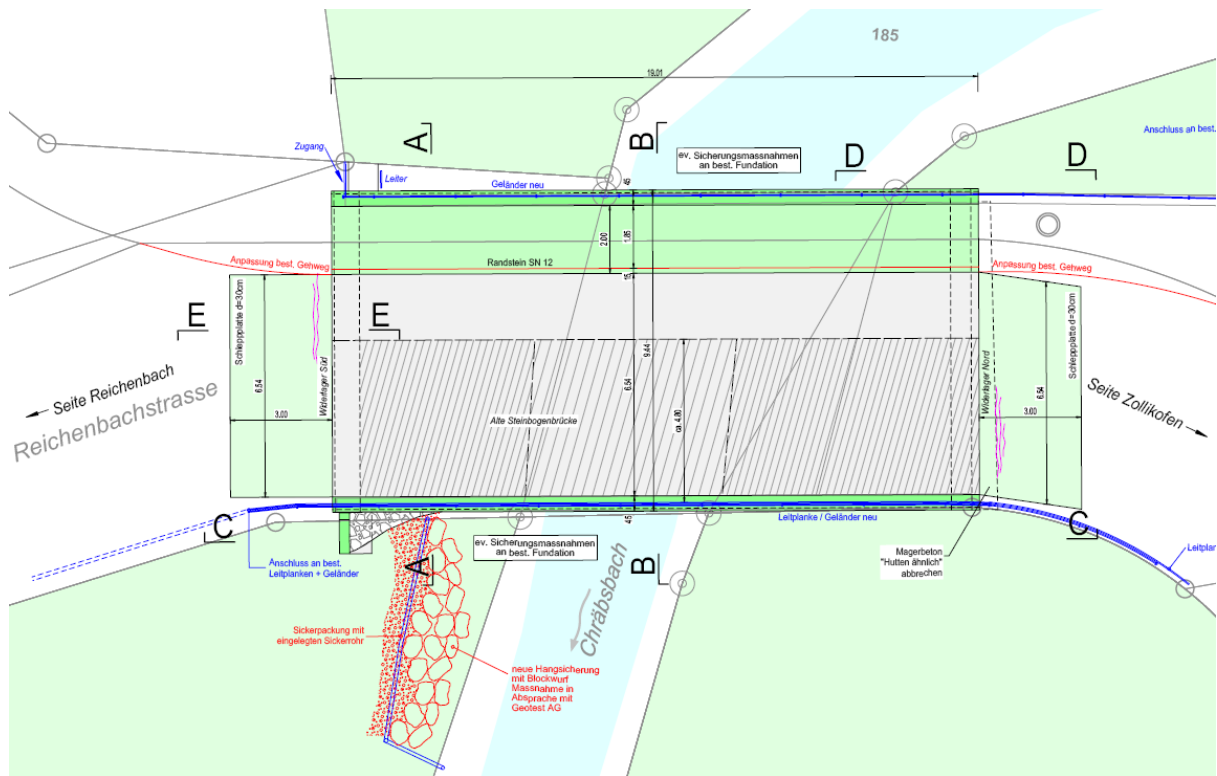 185
19.01
Anschluss an best.
A
B
ev. Sicherungsmassnahmen
an best. Fundation
D
D
Zugang
Leiter
Geländer neu
45
2.00
1.85
Anpassung best. Gehweg
Randstein SN 12
15
Anpassung best. Gehweg
E
E
Schleppplatte d=30cm
6.54
Widerlager Süd
3.00
9.44
6.54
ca. 4.80
Alte Steinbogenbrücke
Widerlager Nord
6.54
Schleppplatte d=30cm
3.00
Seite Reichenbach
Reichenbachstrasse
Seite Zollikofen
45
Leitplanke / Geländer neu
C
C
Anschluss an best.
Leitplanken + Geländer
A
ev. Sicherungsmassnahmen
an best. Fundation
B
Magerbeton
"Hutten ähnlich"
abbrechen
Leitplan
Chräbsbach
Sickerpackung mit
eingelegten Sickerrohr
neue Hangsicherung
mit Blockwurf
Massnahme in
Absprache mit
Geotest AG